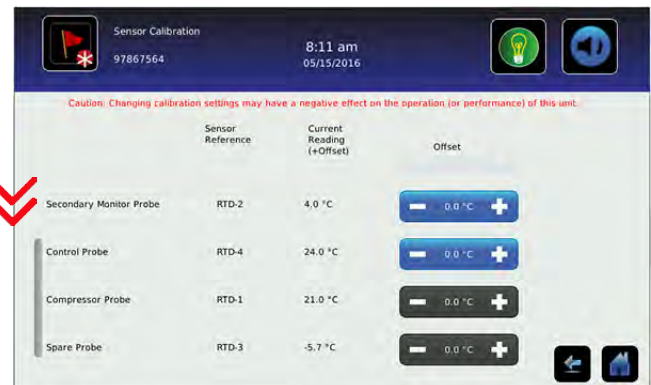 Sensor Calibration
97867564
8:11 am
05/15/2016
Caution: Changing calibration settings may have a negative effect on the operation (or performance) of this unit.
Sensor Reference
Current Reading (+Offset)
Offset
Secondary Monitor Probe RTD-2 4.0 °C 0.0 °C
Control Probe RTD-4 24.0 °C 0.0 °C
Compressor Probe RTD-1 21.0 °C 0.0 °C
Spare Probe RTD-3 -5.7 °C 0.0 °C